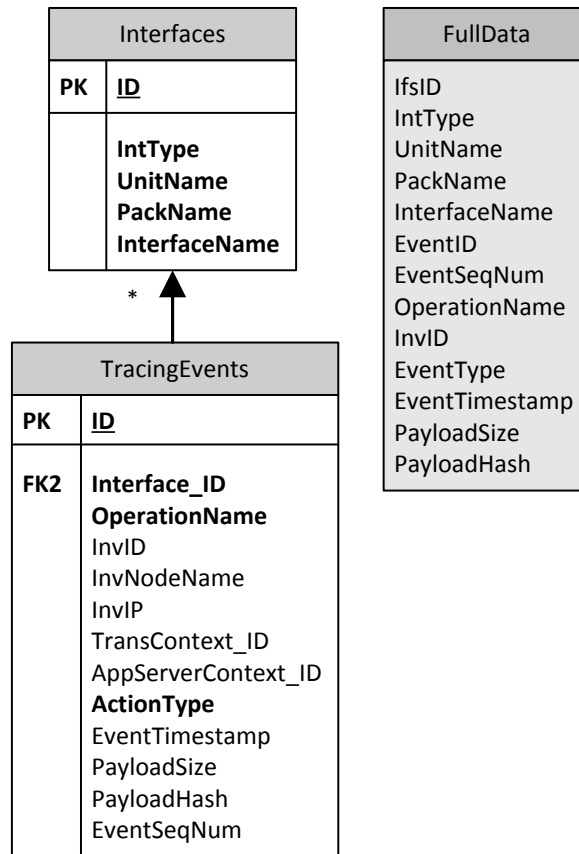 Interfaces
PK ID
IntType
UnitName
PackName
InterfaceName
*
TracingEvents
PK ID
FK2 Interface_ID
OperationName
InvID
InvNodeName
InvIP
TransContext_ID
AppServerContext_ID
ActionType
EventTimestamp
PayloadSize
PayloadHash
EventSeqNum
FullData
IfsID
IntType
UnitName
PackName
InterfaceName
EventID
EventSeqNum
OperationName
InvID
EventType
EventTimestamp
PayloadSize
PayloadHash